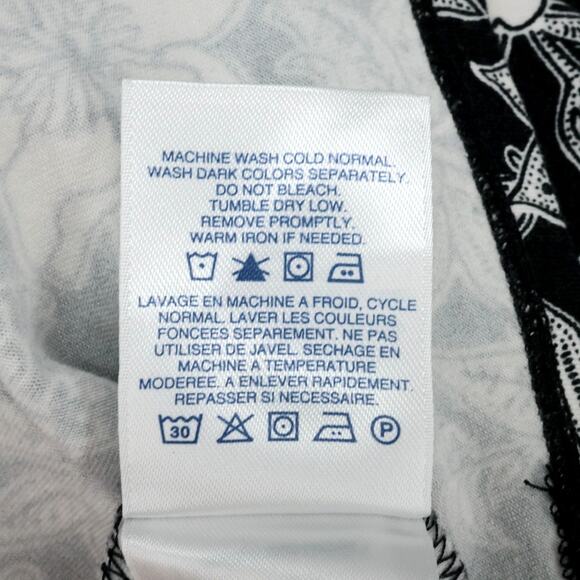 MACHINE WASH COLD NORMAL.
WASH DARK COLORS SEPARATELY.
DO NOT BLEACH.
TUMBLE DRY LOW.
REMOVE PROMPTLY.
WARM IRON IF NEEDED.
LAVAGE EN MACHINE A FROID, CYCLE
NORMAL. LAVER LES COULEURS
FONCEES SEPAREMENT. NE PAS
UTILISER DE JAVEL. SECHAGE EN
MACHINE A TEMPERATURE
MODEREE. A ENLEVER RAPIDEMENT.
REPASSER SI NECESSAIRE.
30 P